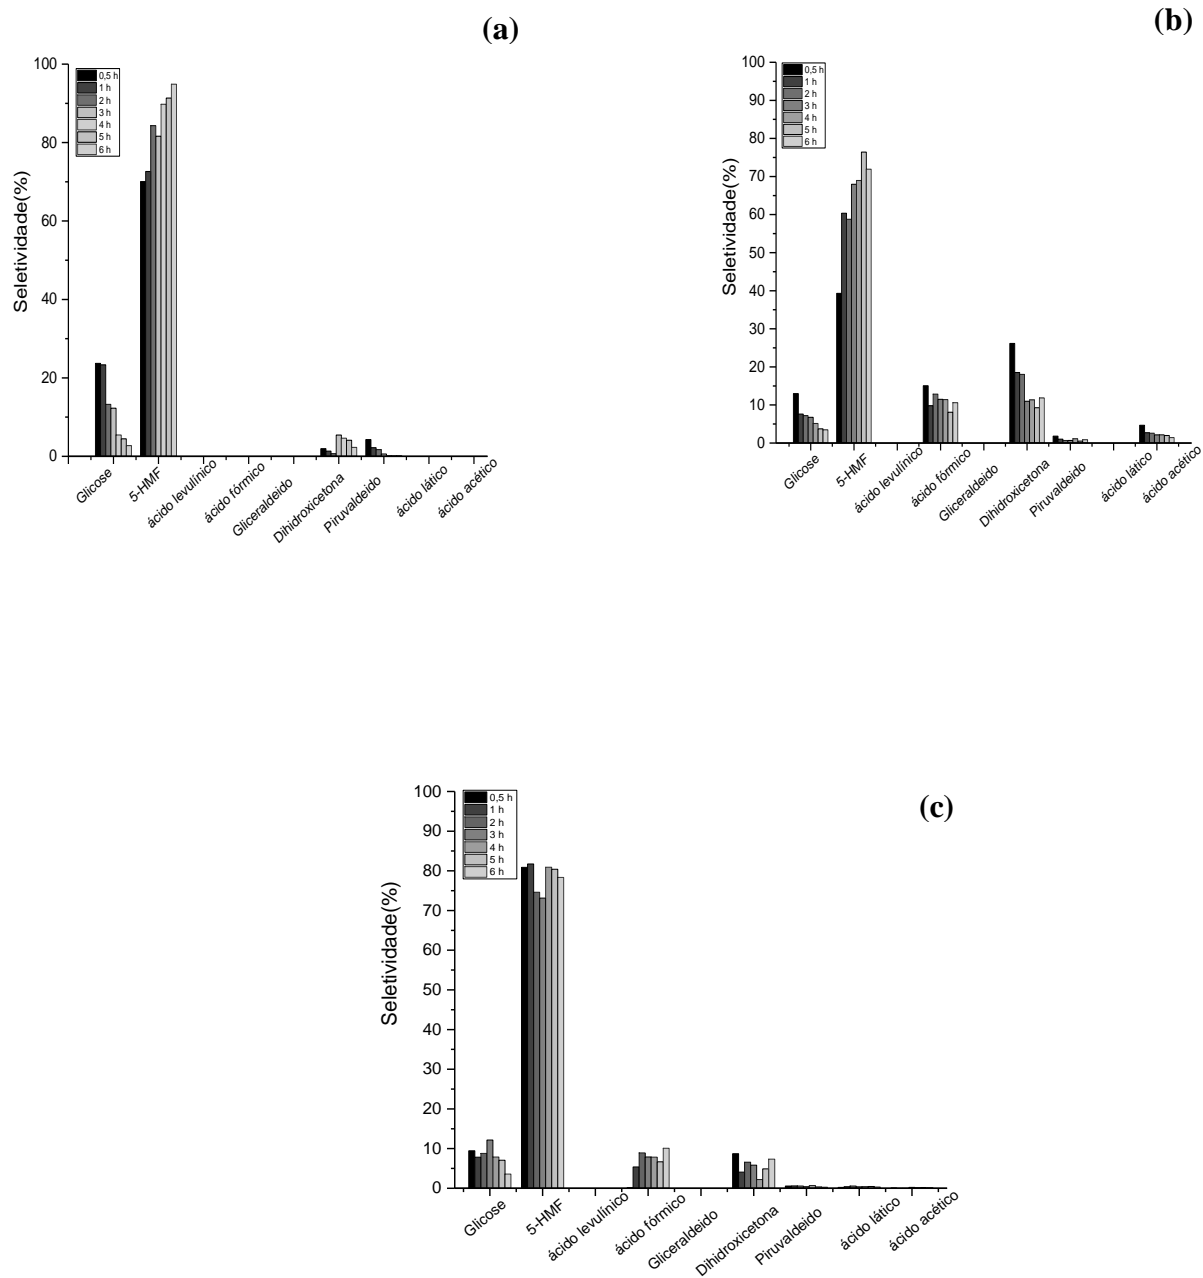 (a)
Seletividade(%)
100
80
60
40
20
0
0,5 h
1 h
2 h
3 h
4 h
5 h
6 h
Glicose
5-HMF
ácido levulínico
ácido fórmico
Gliceraldeido
Dihidroxicetona
Piruvaldeido
ácido lático
ácido acético
(b)
Seletividade(%)
100
90
80
70
60
50
40
30
20
10
0
0,5 h
1 h
2 h
3 h
4 h
5 h
6 h
Glicose
5-HMF
ácido levulínico
ácido fórmico
Gliceraldeido
Dihidroxicetona
Piruvaldeido
ácido lático
ácido acético
(c)
Seletividade(%)
100
90
80
70
60
50
40
30
20
10
0
0,5 h
1 h
2 h
3 h
4 h
5 h
6 h
Glicose
5-HMF
ácido levulínico
ácido fórmico
Gliceraldeido
Dihidroxicetona
Piruvaldeido
ácido lático
ácido acético